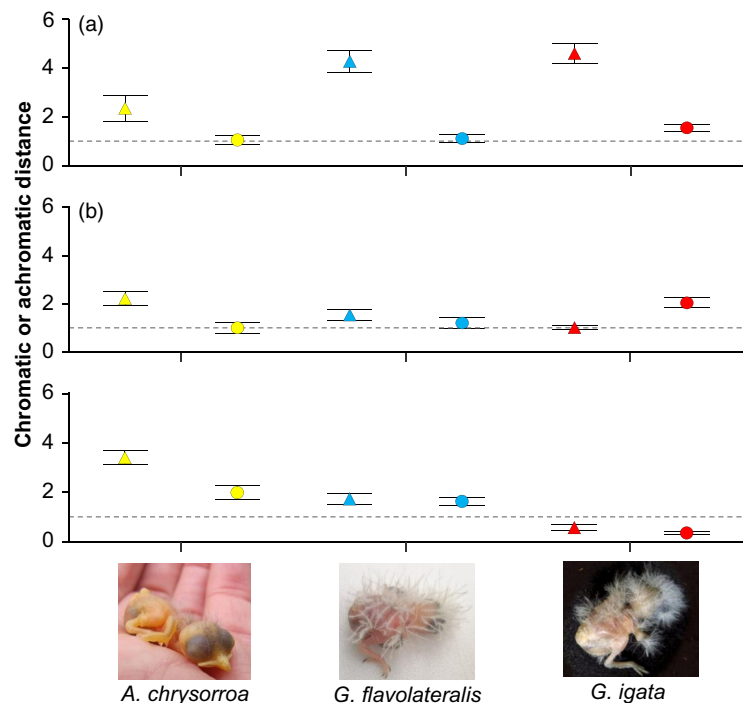 Chromatic or achromatic distance
(a)
6
4
2
0
(b)
6
4
2
0
6
4
2
0
A. chrysorroa
G. flavolateralis
G. igata